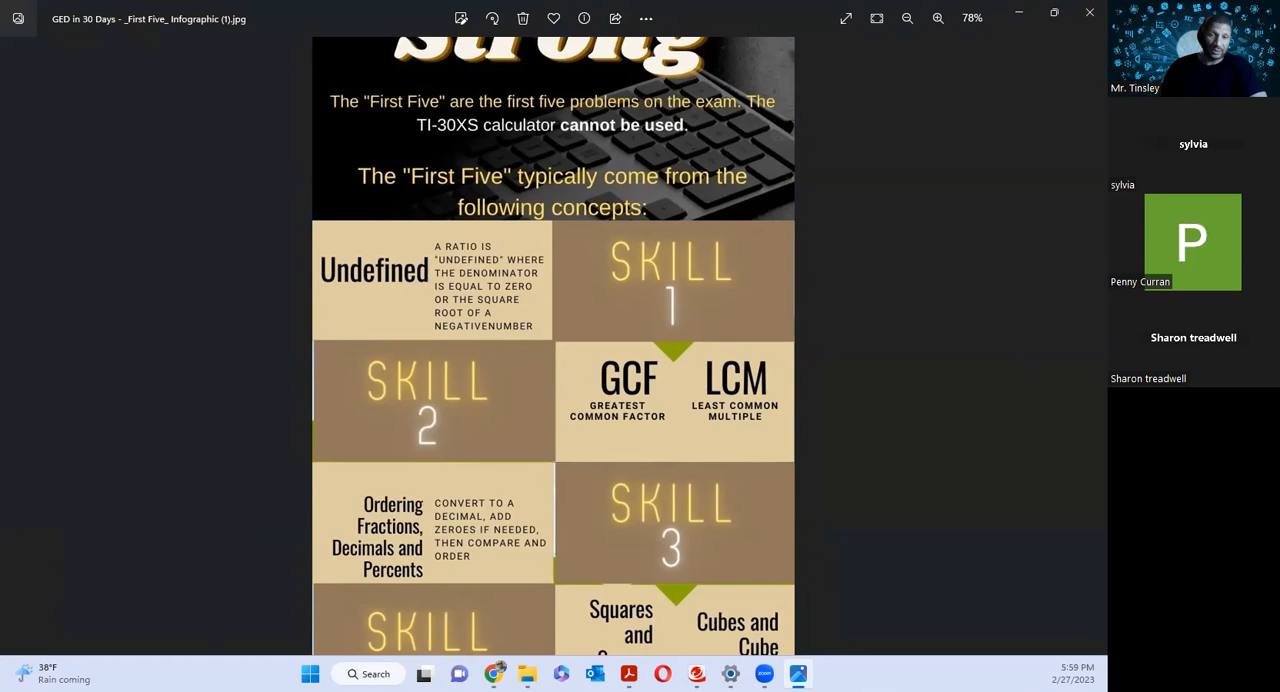 GED in 30 Days - _First Five_ Infographic (1).jpg
78%
Strong
The "First Five" are the first five problems on the exam. The
TI-30XS calculator cannot be used.
The "First Five" typically come from the
following concepts:
Undefined
A RATIO IS
"UNDEFINED" WHERE
THE DENOMINATOR
IS EQUAL TO ZERO
OR THE SQUARE
ROOT OF A
NEGATIVENUMBER
SKILL
1
SKILL
2
GCF
GREATEST
COMMON FACTOR
LCM
LEAST COMMON
MULTIPLE
Ordering
Fractions,
Decimals and
Percents
CONVERT TO A
DECIMAL, ADD
ZEROES IF NEEDED,
THEN COMPARE AND
ORDER
SKILL
3
SKILL
Squares
and
Cubes and
Cube
Mr. Tinsley
sylvia
sylvia
P
Penny Curran
Sharon treadwell
Sharon treadwell
38°F
Rain coming
Search
zoom
5:59 PM
2/27/2023